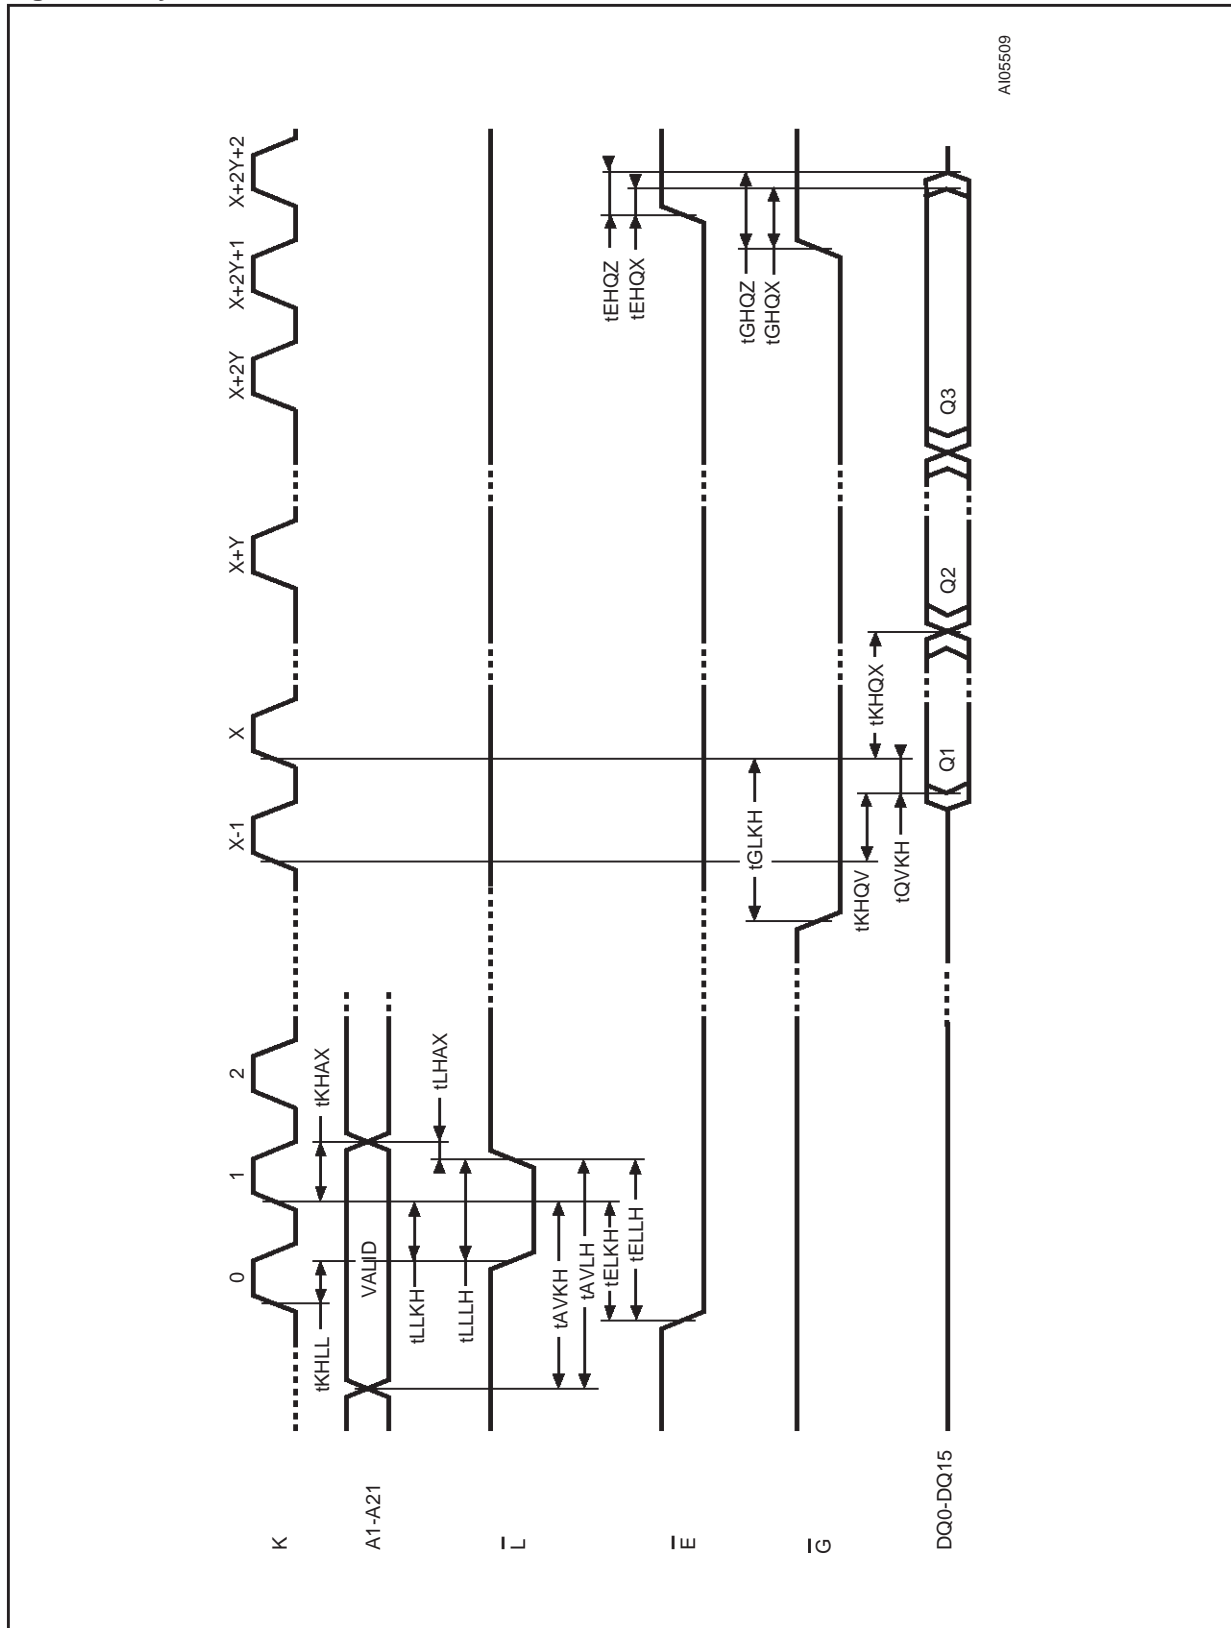 K
0
1
2
X-1
X
X+Y
X+2Y
X+2Y+1
X+2Y+2
tKHLL
tKHAX
A1-A21
VALID
tLLKH
tLLLH
tLHAX
L
tAVKH
tAVLH
tELKH
tELLH
E
tEHQZ
tEHQX
G
tGLKH
tGHQZ
tGHQX
tKHQV
tQVKH
tKHQX
DQ0-DQ15
Q1
Q2
Q3
AI05509